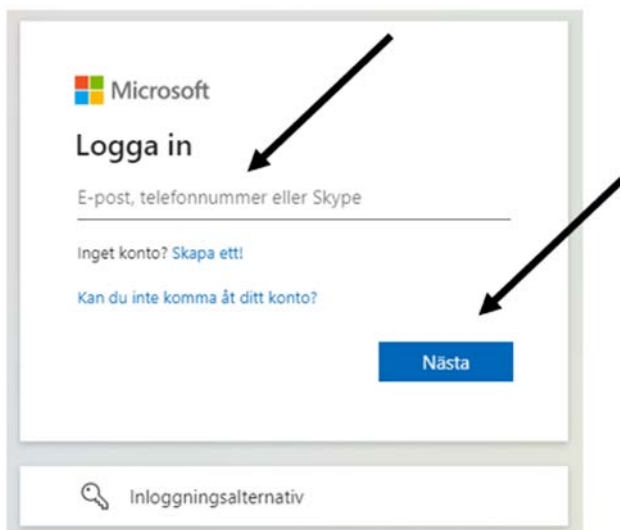 Microsoft
Logga in
E-post, telefonnummer eller Skype
Inget konto? Skapa ett!
Kan du inte komma åt ditt konto?
Nästa
Inloggningsalternativ